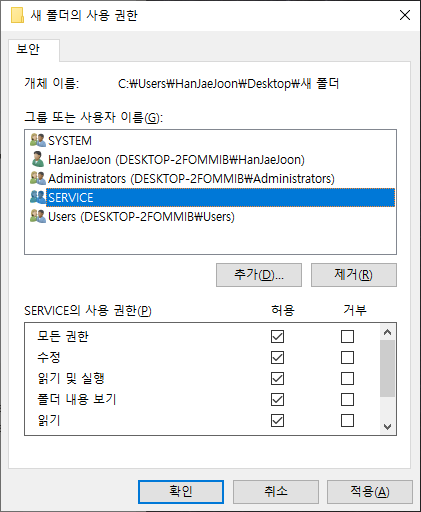 새 폴더의 사용 권한
보안
개체 이름: C:₩Users₩HanJaeJoon₩Desktop₩새 폴더
그룹 또는 사용자 이름(G):
SYSTEM
HanJaeJoon (DESKTOP-2FOMMIB₩HanJaeJoon)
Administrators (DESKTOP-2FOMMIB₩Administrators)
SERVICE
Users (DESKTOP-2FOMMIB₩Users)
추가(D)... 제거(R)
SERVICE의 사용 권한(P) 허용 거부
모든 권한
수정
읽기 및 실행
폴더 내용 보기
읽기
확인 취소 적용(A)